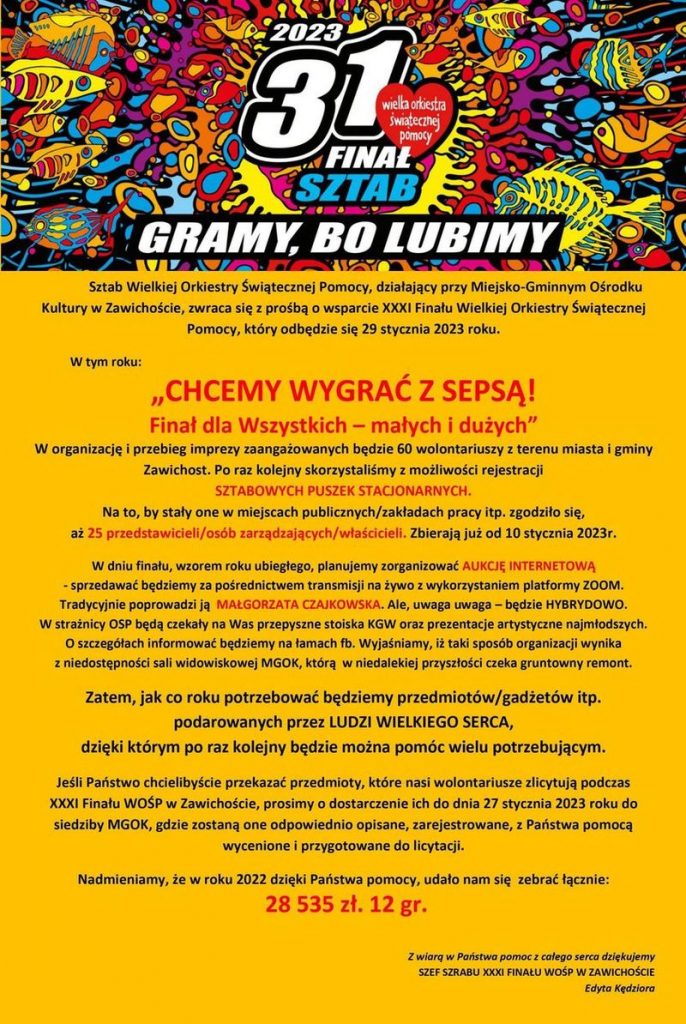 2023
31
wielka orkiestra
świątecznej
pomocy
FINAŁ
SZTAB
GRAMY, BO LUBIMY
Sztab Wielkiej Orkiestry Świątecznej Pomocy, działający przy Miejsko-Gminnym Ośrodku
Kultury w Zawichoście, zwraca się z prośbą o wsparcie XXXI Finału Wielkiej Orkiestry Świątecznej
Pomocy, który odbędzie się 29 stycznia 2023 roku.
W tym roku:
„CHCEMY WYGRAĆ Z SEPSĄ!
Finał dla Wszystkich – małych i dużych”
W organizację i przebieg imprezy zaangażowanych będzie 60 wolontariuszy z terenu miasta i gminy
Zawichost. Po raz kolejny skorzystaliśmy z możliwości rejestracji
SZTABOWYCH PUSZEK STACJONARNYCH.
Na to, by stały one w miejscach publicznych/zakładach pracy itp. zgodziło się,
aż 25 przedstawicieli/osób zarządzających/właścicieli. Zbierają już od 10 stycznia 2023r.
W dniu finału, wzorem roku ubiegłego, planujemy zorganizować AUKCJĘ INTERNETOWĄ
- sprzedawać będziemy za pośrednictwem transmisji na żywo z wykorzystaniem platformy ZOOM.
Tradycyjnie poprowadzi ją MAŁGORZATA CZAJKOWSKA. Ale, uwaga uwaga – będzie HYBRYDOWO.
W strażnicy OSP będą czekały na Was przepyszne stoiska KGW oraz prezentacje artystyczne najmłodszych.
O szczegółach informować będziemy na łamach fb. Wyjaśniamy, iż taki sposób organizacji wynika
z niedostępności sali widowiskowej MGOK, którą w niedalekiej przyszłości czeka gruntowny remont.
Zatem, jak co roku potrzebować będziemy przedmiotów/gadżetów itp.
podarowanych przez LUDZI WIELKIEGO SERCA,
dzięki którym po raz kolejny będzie można pomóc wielu potrzebującym.
Jeśli Państwo chcielibyście przekazać przedmioty, które nasi wolontariusze zlicytują podczas
XXXI Finału WOŚP w Zawichoście, prosimy o dostarczenie ich do dnia 27 stycznia 2023 roku do
siedziby MGOK, gdzie zostaną one odpowiednio opisane, zarejestrowane, z Państwa pomocą
wycenione i przygotowane do licytacji.
Nadmieniamy, że w roku 2022 dzięki Państwa pomocy, udało nam się zebrać łącznie:
28 535 zł. 12 gr.
Z wiarą w Państwa pomoc z całego serca dziękujemy
SZEF SZRABU XXXI FINAŁU WOŚP W ZAWICHOŚCIE
Edyta Kędziora